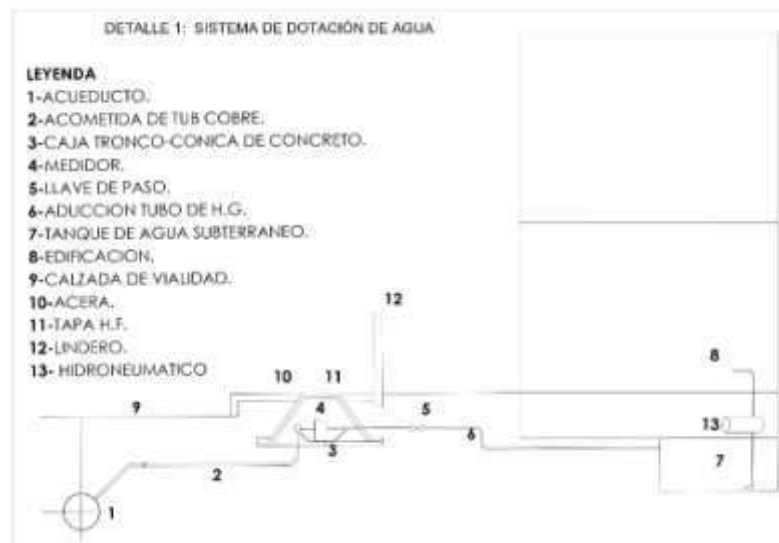 DETALLE 1: SISTEMA DE DOTACIÓN DE AGUA
LEYENDA
1-ACUEDUCTO.
2-ACOMETIDA DE TUB COBRE.
3-CAJA TRONCO-CONICA DE CONCRETO.
4-MEDIDOR.
5-LLAVE DE PASO.
6-ADUCCION TUBO DE H.G.
7-TANQUE DE AGUA SUBTERRANEO.
8-EDIFICACION.
9-CALZADA DE VIALIDAD.
10-ACERA.
11-TAPA H.F.
12-LINDERO.
13- HIDRONEUMATICO
12
8
10
11
9
4
5
13
6
3
7
2
1